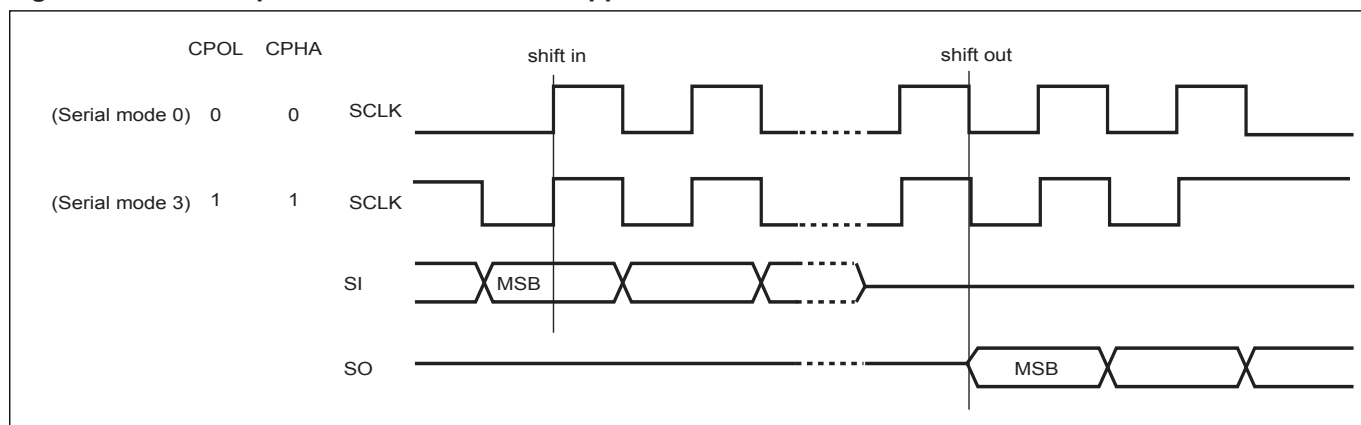 CPOL CPHA
shift in
shift out
(Serial mode 0) 0 0 SCLK
(Serial mode 3) 1 1 SCLK
SI
MSB
SO
MSB